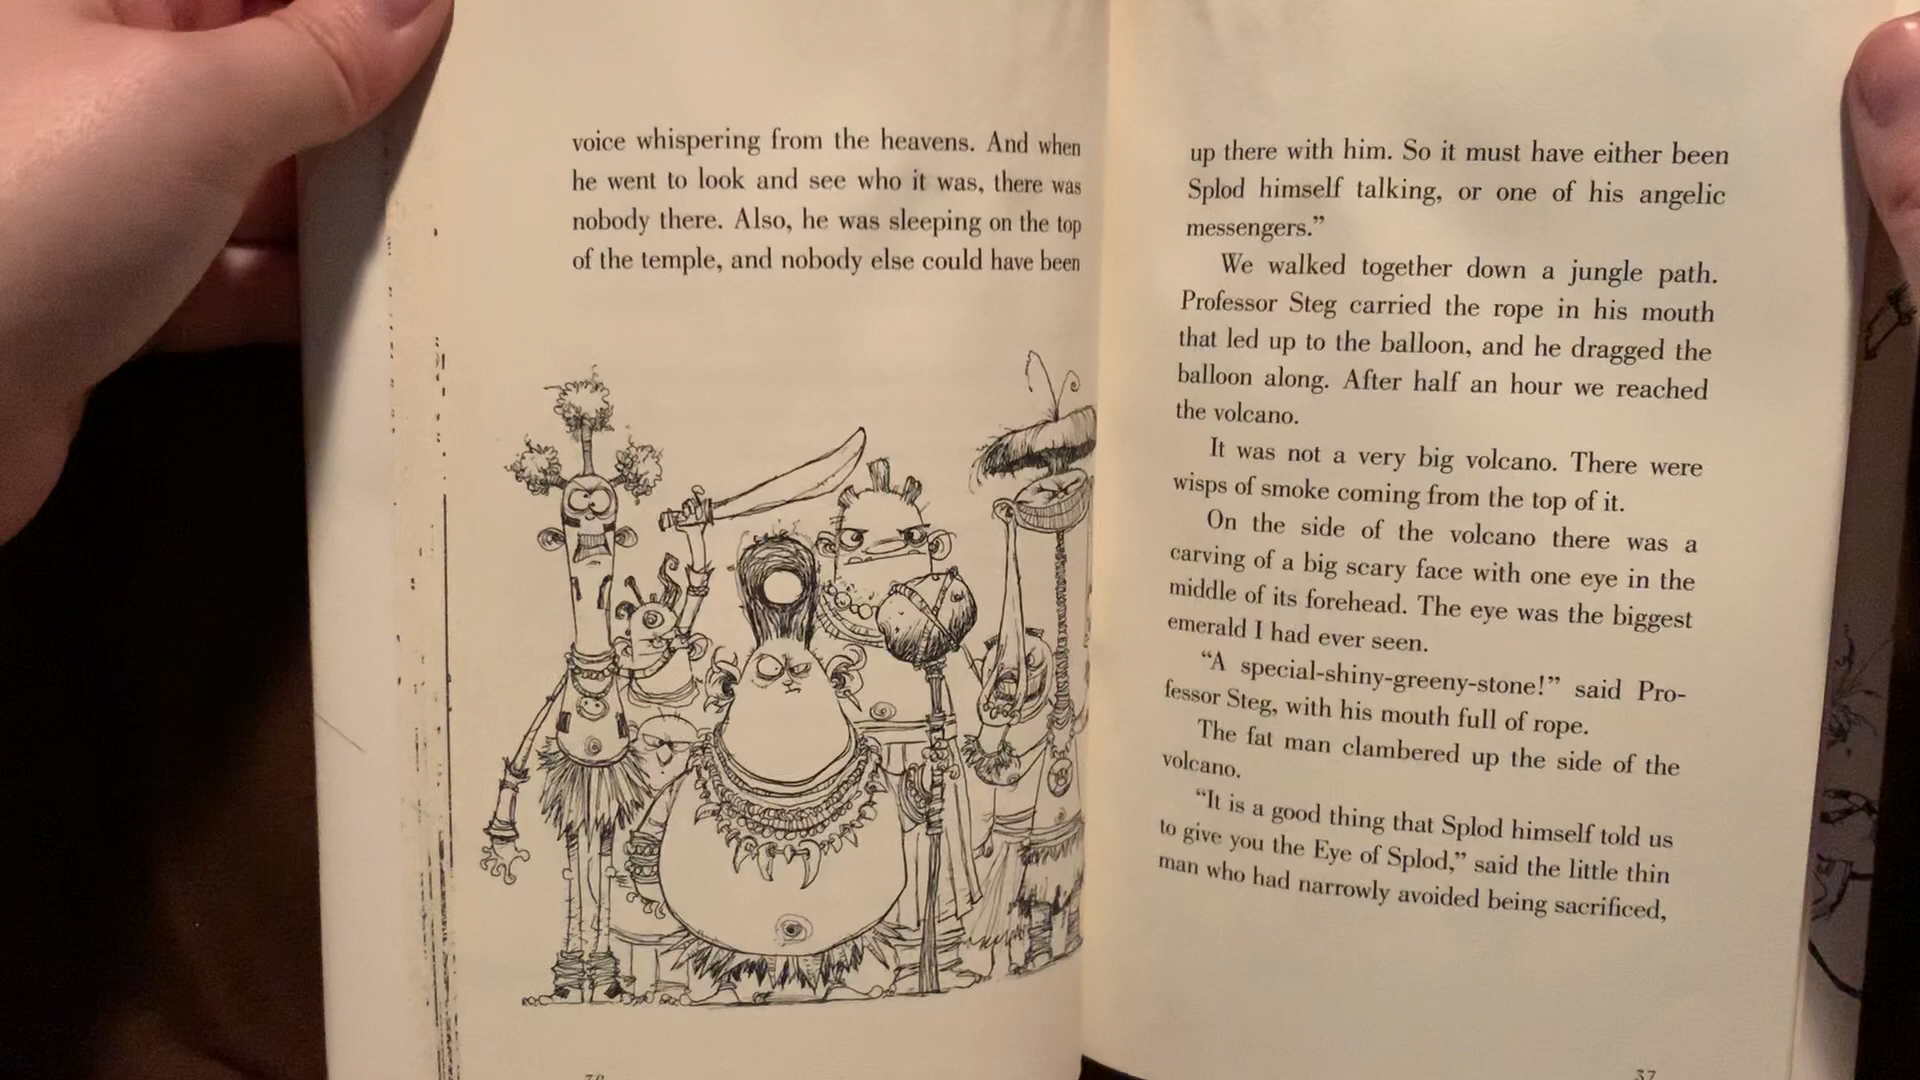 voice whispering from the heavens. And when
he went to look and see who it was, there was
nobody there. Also, he was sleeping on the top
of the temple, and nobody else could have been
up there with him. So it must have either been
Splod himself talking, or one of his angelic
messengers.”
We walked together down a jungle path.
Professor Steg carried the rope in his mouth
that led up to the balloon, and he dragged the
balloon along. After half an hour we reached
the volcano.
It was not a very big volcano. There were
wisps of smoke coming from the top of it.
On the side of the volcano there was a
carving of a big scary face with one eye in the
middle of its forehead. The eye was the biggest
emerald I had ever seen.
“A special-shiny-greeny-stone!” said Pro-
fessor Steg, with his mouth full of rope.
The fat man clambered up the side of the
volcano.
“It is a good thing that Splod himself told us
to give you the Eye of Splod,” said the little thin
man who had narrowly avoided being sacrificed,
37